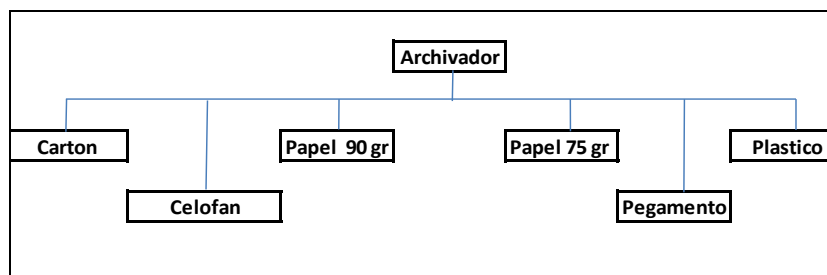 Archivador
Carton
Papel  90 gr
Papel 75 gr
Plastico
Celofan
Pegamento